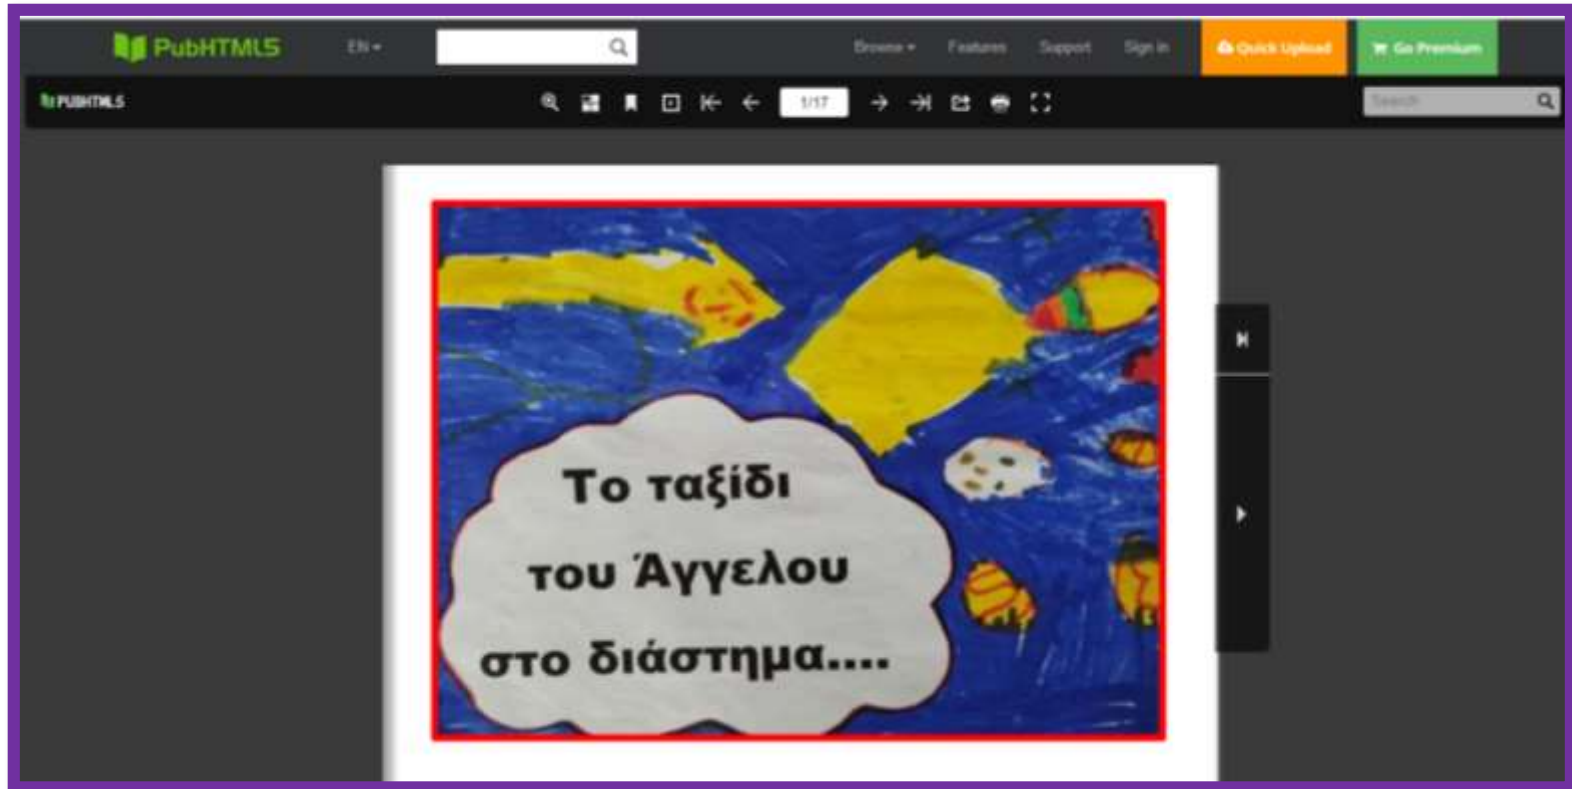 PubHTML5 EN Browse Features Support Sign in Quick Upload Go Premium
PUBHTML5 1/17 Search
Το ταξίδι
του Άγγελου
στο διάστημα....